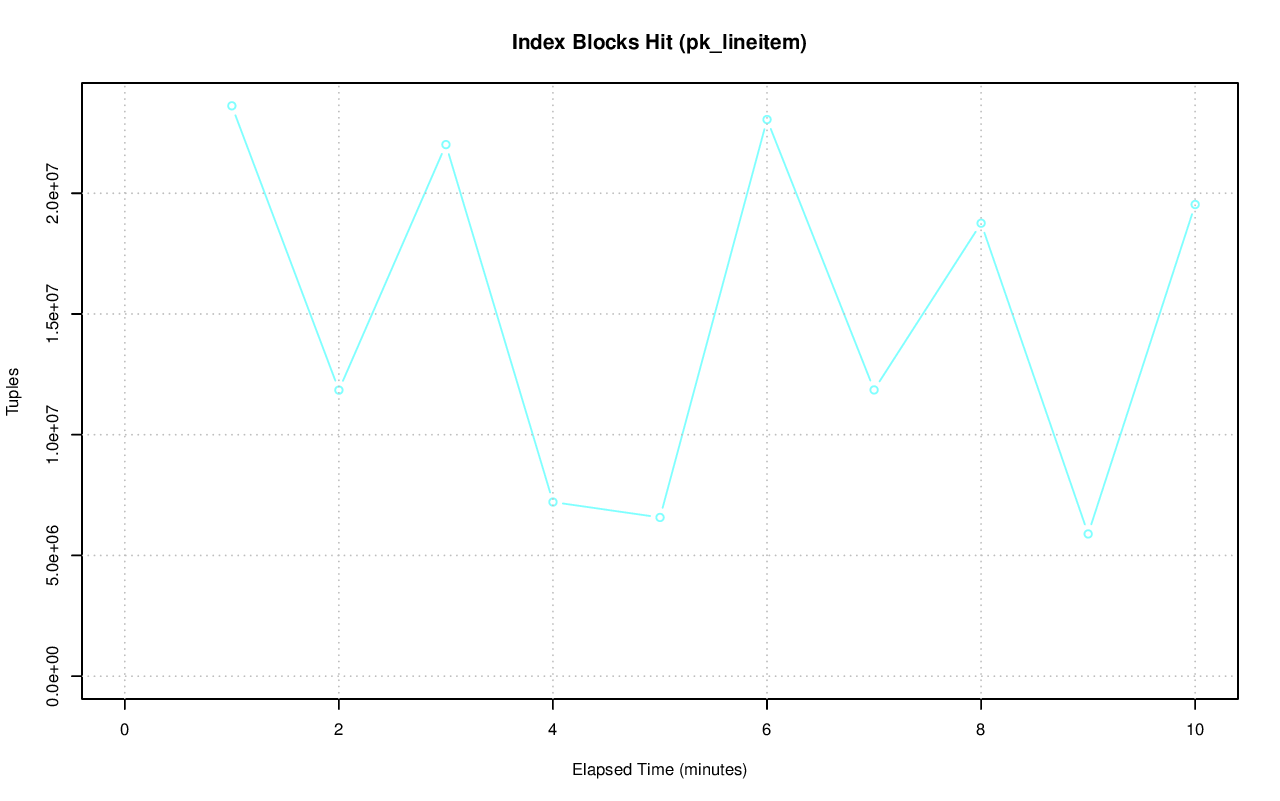 Index Blocks Hit (pk_lineitem)
Tuples
2.0e+07
1.5e+07
1.0e+07
5.0e+06
0.0e+00
0 2 4 6 8 10
Elapsed Time (minutes)